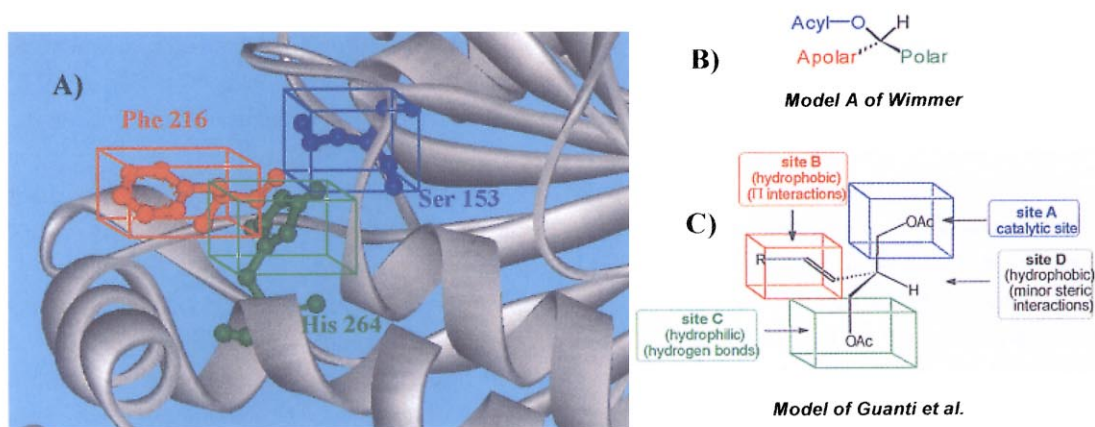 A)
Phe 216
Ser 153
His 264
B)
Acyl
O
H
Apolar
Polar
Model A of Wimmer
C)
site B
(hydrophobic)
(Π interactions)
OAc
site A
catalytic site
R
H
site D
(hydrophobic)
(minor steric
interactions)
site C
(hydrophilic)
(hydrogen bonds)
OAc
Model of Guanti et al.